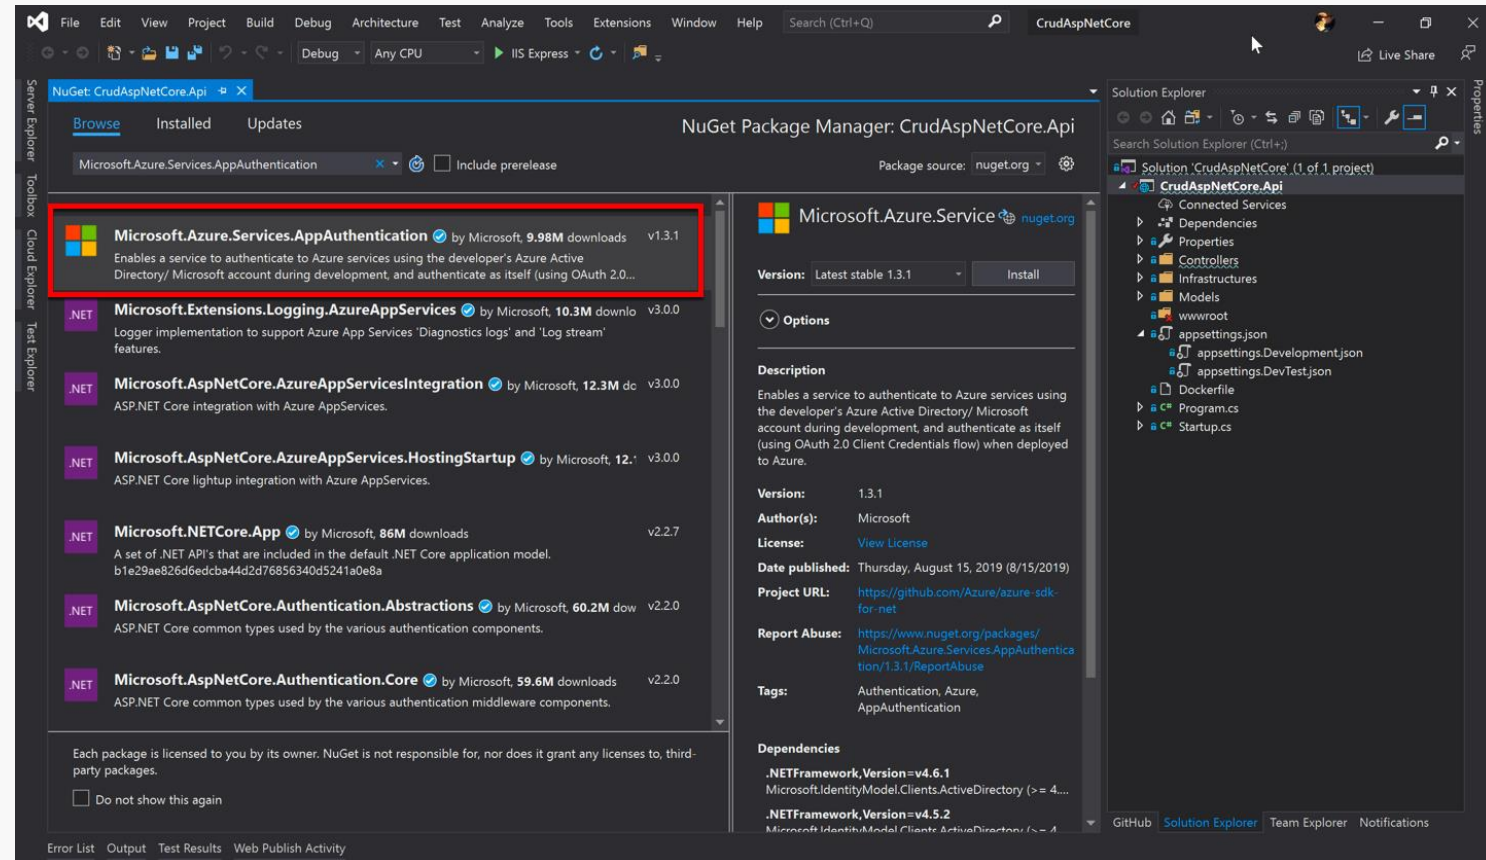 File Edit View Project Build Debug Architecture Test Analyze Tools Extensions Window Help Search (Ctrl+Q) CrudAspNetCore
Debug Any CPU IIS Express Live Share
Server Explorer
Toolbox
Cloud Explorer
Test Explorer
NuGet: CrudAspNetCore.Api
Browse Installed Updates
NuGet Package Manager: CrudAspNetCore.Api
Microsoft.Azure.Services.AppAuthentication
Include prerelease
Package source: nuget.org
Microsoft.Azure.Services.AppAuthentication by Microsoft, 9.98M downloads v1.3.1
Enables a service to authenticate to Azure services using the developer's Azure Active
Directory/ Microsoft account during development, and authenticate as itself (using OAuth 2.0...
.NET
Microsoft.Extensions.Logging.AzureAppServices by Microsoft, 10.3M downlo v3.0.0
Logger implementation to support Azure App Services 'Diagnostics logs' and 'Log stream'
features.
.NET
Microsoft.AspNetCore.AzureAppServicesIntegration by Microsoft, 12.3M dc v3.0.0
ASP.NET Core integration with Azure AppServices.
.NET
Microsoft.AspNetCore.AzureAppServices.HostingStartup by Microsoft, 12. v3.0.0
ASP.NET Core lightup integration with Azure AppServices.
.NET
Microsoft.NETCore.App by Microsoft, 86M downloads v2.2.7
A set of .NET API's that are included in the default .NET Core application model.
b1e29ae826d6edcba44d2d76856340d5241a0e8a
.NET
Microsoft.AspNetCore.Authentication.Abstractions by Microsoft, 60.2M dow v2.2.0
ASP.NET Core common types used by the various authentication components.
.NET
Microsoft.AspNetCore.Authentication.Core by Microsoft, 59.6M downloads v2.2.0
ASP.NET Core common types used by the various authentication middleware components.
Each package is licensed to you by its owner. NuGet is not responsible for, nor does it grant any licenses to, third-
party packages.
Do not show this again
Microsoft.Azure.Service nuget.org
Version: Latest stable 1.3.1 Install
Options
Description
Enables a service to authenticate to Azure services using
the developer's Azure Active Directory/ Microsoft
account during development, and authenticate as itself
(using OAuth 2.0 Client Credentials flow) when deployed
to Azure.
Version: 1.3.1
Author(s): Microsoft
License: View License
Date published: Thursday, August 15, 2019 (8/15/2019)
Project URL: https://github.com/Azure/azure-sdk-
for-net
Report Abuse: https://www.nuget.org/packages/
Microsoft.Azure.Services.AppAuthentica
tion/1.3.1/ReportAbuse
Tags: Authentication, Azure,
AppAuthentication
Dependencies
.NETFramework,Version=v4.6.1
Microsoft.IdentityModel.Clients.ActiveDirectory (>= 4....
.NETFramework,Version=v4.5.2
Microsoft.IdentityModel.Clients.ActiveDirectory (>= 4
Solution Explorer
Search Solution Explorer (Ctrl+;)
Solution 'CrudAspNetCore' (1 of 1 project)
CrudAspNetCore.Api
Connected Services
Dependencies
Properties
Controllers
Infrastructures
Models
wwwroot
appsettings.json
appsettings.Development.json
appsettings.DevTest.json
Dockerfile
C# Program.cs
C# Startup.cs
GitHub Solution Explorer Team Explorer Notifications
Properties
Error List Output Test Results Web Publish Activity